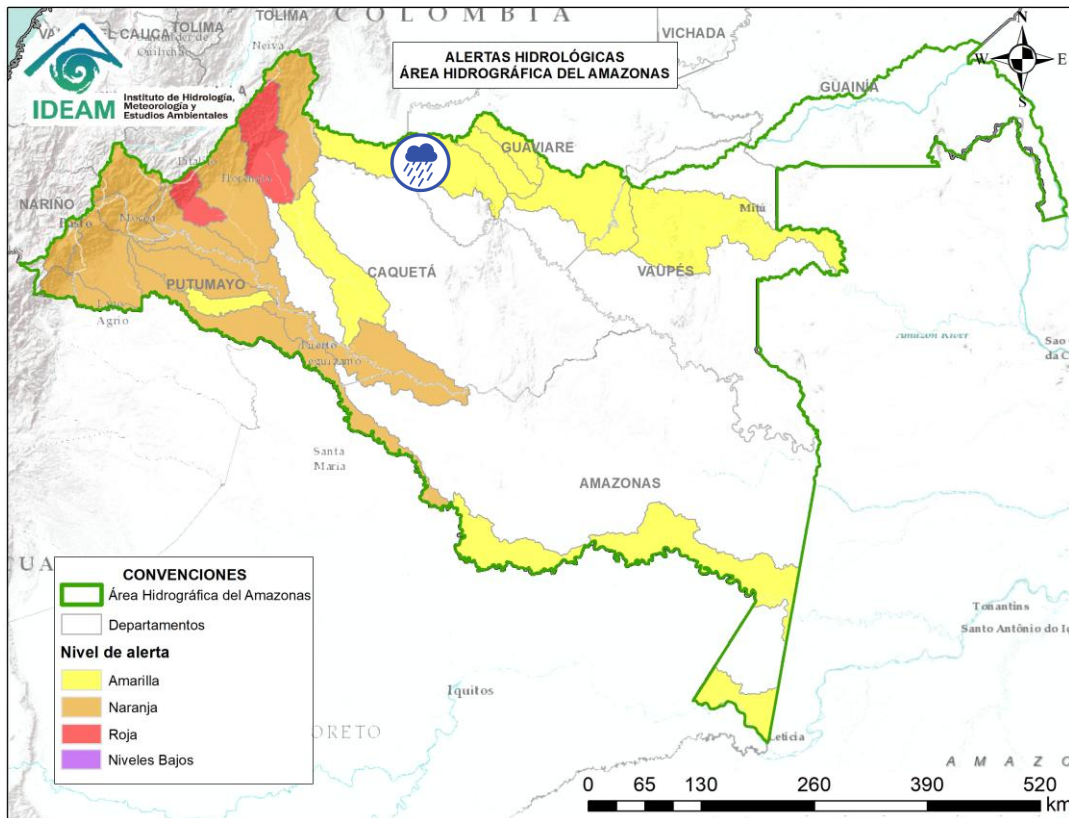 COLOMBIA
TOLIMA
TOLIMA
VICHADA
Neiva
ALERTAS HIDROLÓGICAS
ÁREA HIDROGRÁFICA DEL AMAZONAS
N
W
E
S
IDEAM
Instituto de Hidrología,
Meteorología y
Estudios Ambientales
GUAINÍA
GUAVIARE
NARIÑO
Mitú
CAQUETÁ
VAUPÉS
PUTUMAYO
Agrio
Puerto
Amazon River
Santa
María
AMAZONAS
CONVENCIONES
Área Hidrográfica del Amazonas
Departamentos
Nivel de alerta
Amarilla
Naranja
Roja
Niveles Bajos
Tonantins
Santo Antônio do
Iquitos
ORETO
Leticia
AMAZO
0 65 130 260 390 520
km